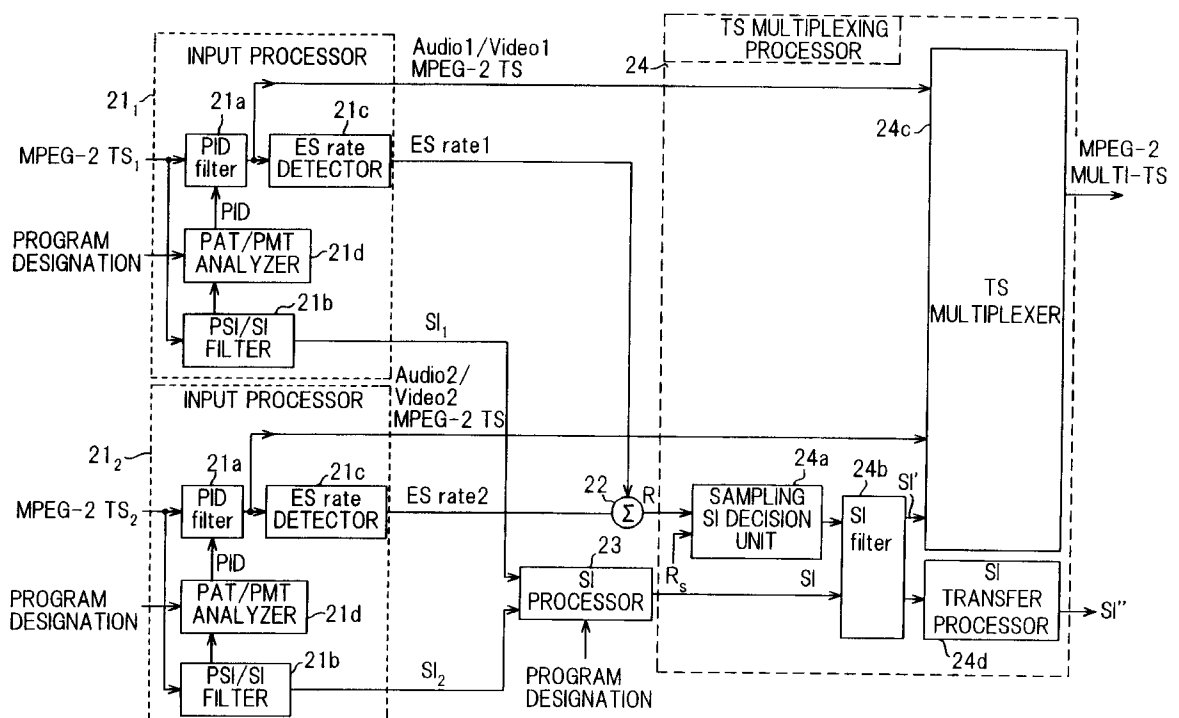 TS MULTIPLEXING
PROCESSOR
24
INPUT PROCESSOR
21₁
21a
21c
Audio1/Video1
MPEG-2 TS
24c
MPEG-2 TS₁
PID
filter
ES rate
DETECTOR
ES rate1
MPEG-2
MULTI-TS
PID
PROGRAM
DESIGNATION
PAT/PMT
ANALYZER
21d
21b
PSI/SI
FILTER
SI₁
TS
MULTIPLEXER
INPUT PROCESSOR
Audio2/
Video2
MPEG-2 TS
21₂
21a
21c
24a
24b
MPEG-2 TS₂
PID
filter
ES rate
DETECTOR
ES rate2
22
Σ
R
SAMPLING
SI DECISION
UNIT
SI
filter
SI'
PID
23
Rs
PROGRAM
DESIGNATION
PAT/PMT
ANALYZER
21d
SI
PROCESSOR
SI
SI
TRANSFER
PROCESSOR
SI"
24d
21b
PSI/SI
FILTER
SI₂
PROGRAM
DESIGNATION